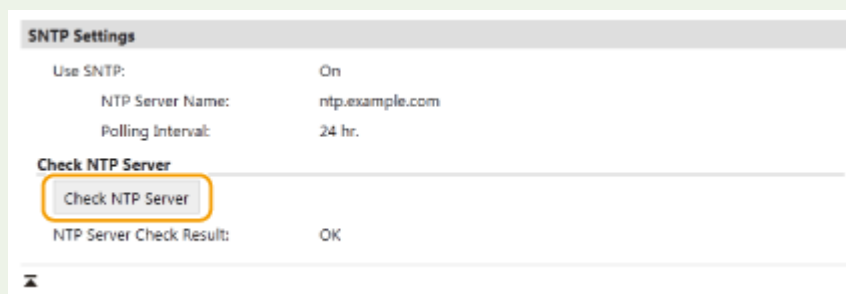 SNTP Settings
Use SNTP: On
NTP Server Name: ntp.example.com
Polling Interval: 24 hr.
Check NTP Server
Check NTP Server
NTP Server Check Result: OK